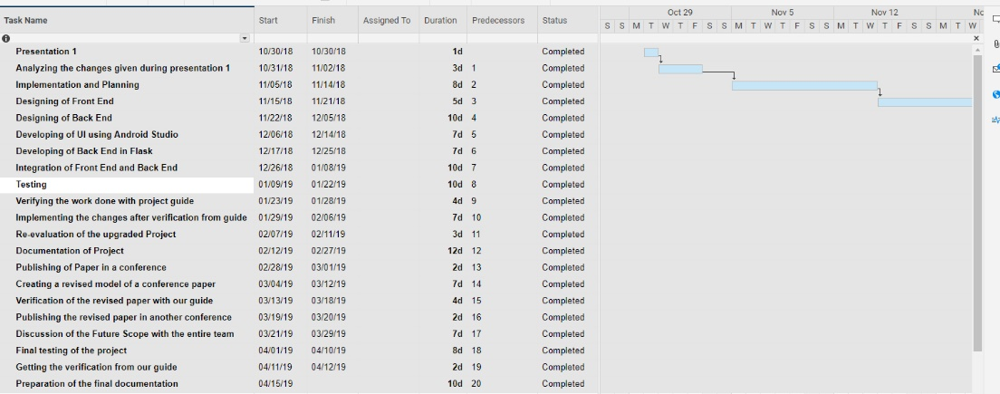 Task Name Start Finish Assigned To Duration Predecessors Status Oct 29 Nov 5 Nov 12 Nc
S S M T W T F S S M T W T F S S M T W T F S S M T W
Presentation 1 10/30/18 10/30/18 1d Completed
Analyzing the changes given during presentation 1 10/31/18 11/02/18 3d 1 Completed
Implementation and Planning 11/05/18 11/14/18 8d 2 Completed
Designing of Front End 11/15/18 11/21/18 5d 3 Completed
Designing of Back End 11/22/18 12/05/18 10d 4 Completed
Developing of UI using Android Studio 12/06/18 12/14/18 7d 5 Completed
Developing of Back End in Flask 12/17/18 12/25/18 7d 6 Completed
Integration of Front End and Back End 12/26/18 01/08/19 10d 7 Completed
Testing 01/09/19 01/22/19 10d 8 Completed
Verifying the work done with project guide 01/23/19 01/28/19 4d 9 Completed
Implementing the changes after verification from guide 01/29/19 02/06/19 7d 10 Completed
Re-evaluation of the upgraded Project 02/07/19 02/11/19 3d 11 Completed
Documentation of Project 02/12/19 02/27/19 12d 12 Completed
Publishing of Paper in a conference 02/28/19 03/01/19 2d 13 Completed
Creating a revised model of a conference paper 03/04/19 03/12/19 7d 14 Completed
Verification of the revised paper with our guide 03/13/19 03/18/19 4d 15 Completed
Publishing the revised paper in another conference 03/19/19 03/20/19 2d 16 Completed
Discussion of the Future Scope with the entire team 03/21/19 03/29/19 7d 17 Completed
Final testing of the project 04/01/19 04/10/19 8d 18 Completed
Getting the verification from our guide 04/11/19 04/12/19 2d 19 Completed
Preparation of the final documentation 04/15/19 10d 20 Completed